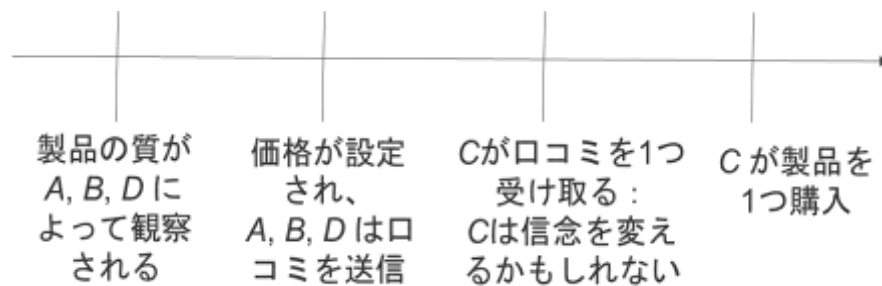 製品の質が
A, B, D に
よって観察
される
価格が設定
され、
A, B, D は口
コミを送信
Cが口コミを1つ
受け取る：
Cは信念を変え
るかもしれない
C が製品を
1つ購入